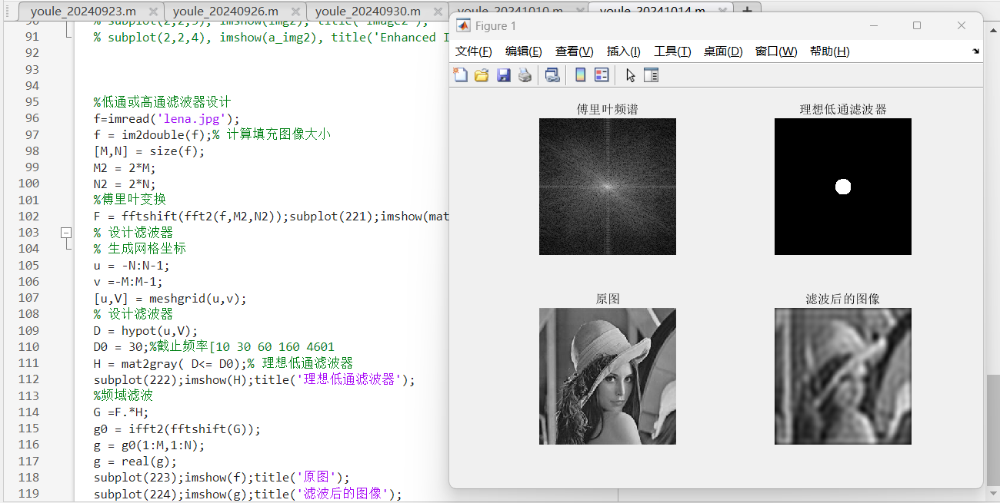 youle_20240923.m
youle_20240926.m
youle_20240930.m
youle_20241010.m
youle_20241014.m
91 % subplot(2,2,4), imshow(a_img2), title('Enhanced I
92
93
94
95 %低通或高通滤波器设计
96 f=imread('lena.jpg');
97 f = im2double(f);% 计算填充图像大小
98 [M,N] = size(f);
99 M2 = 2*M;
100 N2 = 2*N;
101 %傅里叶变换
102 F = fftshift(fft2(f,M2,N2));subplot(221);imshow(mat
103 % 设计滤波器
104 % 生成网格坐标
105 u = -N:N-1;
106 v =-M:M-1;
107 [u,V] = meshgrid(u,v);
108 % 设计滤波器
109 D = hypot(u,V);
110 D0 = 30;%截止频率[10 30 60 160 4601
111 H = mat2gray( D<= D0);% 理想低通滤波器
112 subplot(222);imshow(H);title('理想低通滤波器');
113 %频域滤波
114 G =F.*H;
115 g0 = ifft2(fftshift(G));
116 g = g0(1:M,1:N);
117 g = real(g);
118 subplot(223);imshow(f);title('原图');
119 subplot(224);imshow(g);title('滤波后的图像');
Figure 1
文件(F) 编辑(E) 查看(V) 插入(I) 工具(T) 桌面(D) 窗口(W) 帮助(H)
傅里叶频谱
理想低通滤波器
原图
滤波后的图像